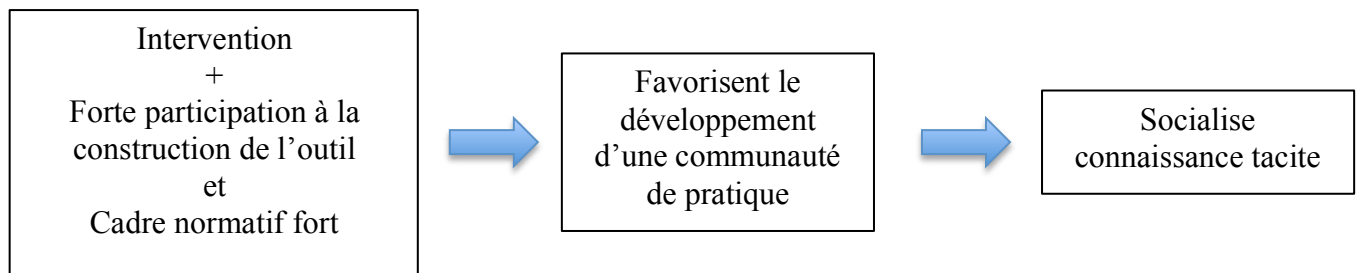 Intervention
+
Forte participation à la
construction de l’outil
et
Cadre normatif fort
Favorisent le
développement
d’une communauté
de pratique
Socialise
connaissance tacite